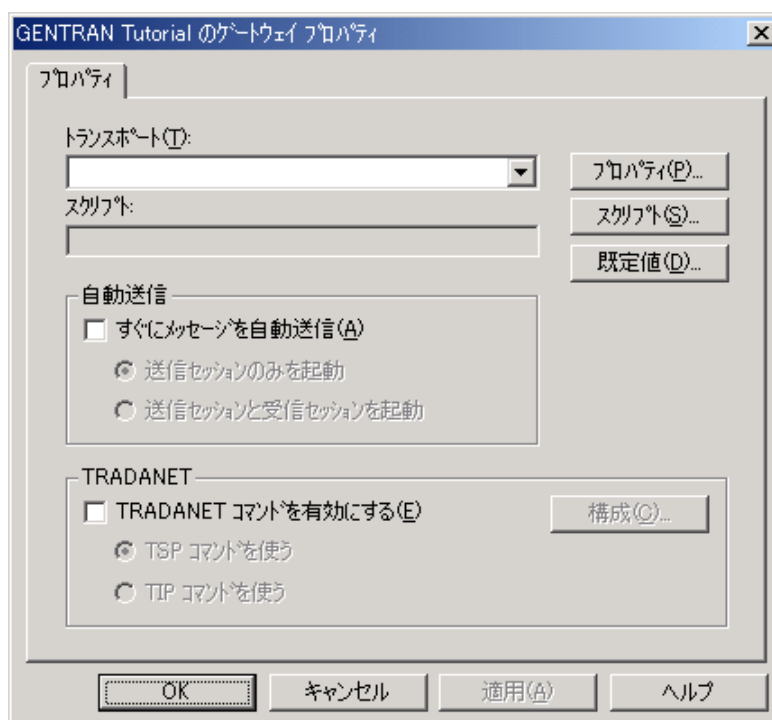 GENTRAN Tutorial のゲートウェイ プロパティ
プロパティ
トランスポート(T):
プロパティ(P)...
スクリプト:
スクリプト(S)...
既定値(D)...
自動送信
すぐにメッセージを自動送信(A)
送信セッションのみを起動
送信セッションと受信セッションを起動
TRADANET
TRADANET コマンドを有効にする(E)
構成(C)...
TSP コマンドを使う
TIP コマンドを使う
OK
キャンセル
適用(A)
ヘルプ